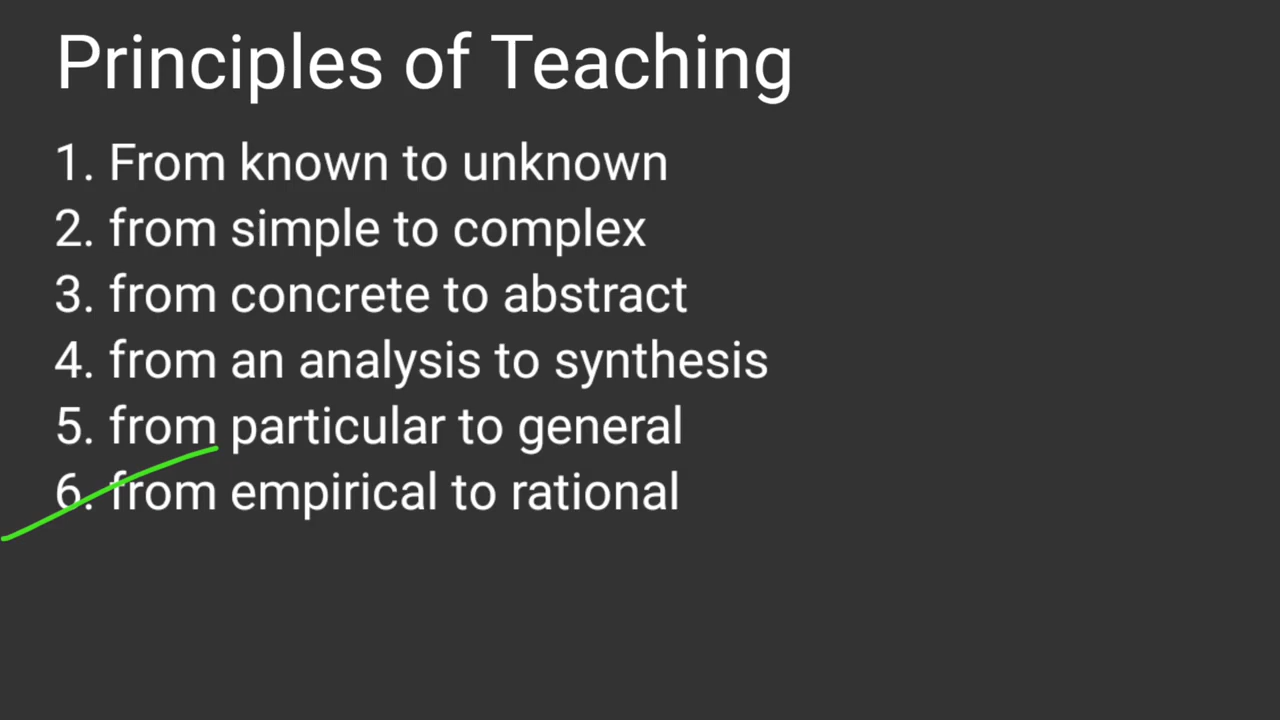 Principles of Teaching
1. From known to unknown
2. from simple to complex
3. from concrete to abstract
4. from an analysis to synthesis
5. from particular to general
6. from empirical to rational